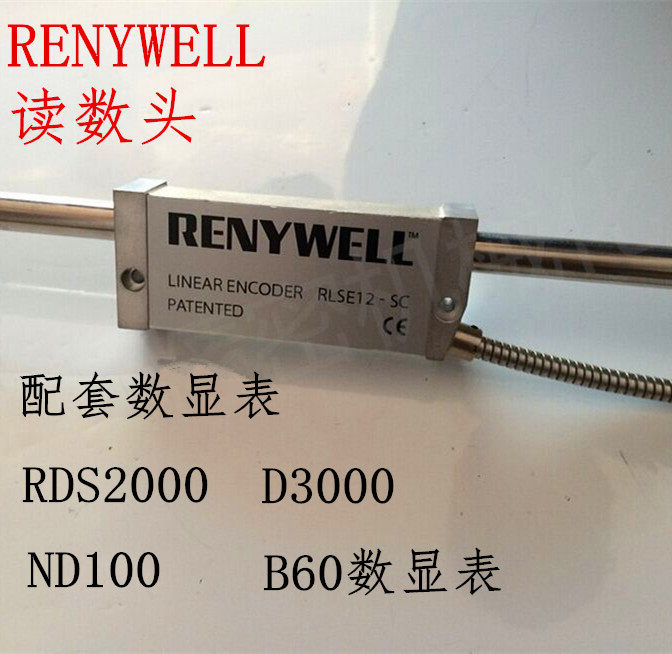 RENYWELL
读数头
RENYWELL™
LINEAR ENCODER RLSE12-SC
PATENTED
CE
配套数显表
RDS2000 D3000
ND100 B60数显表